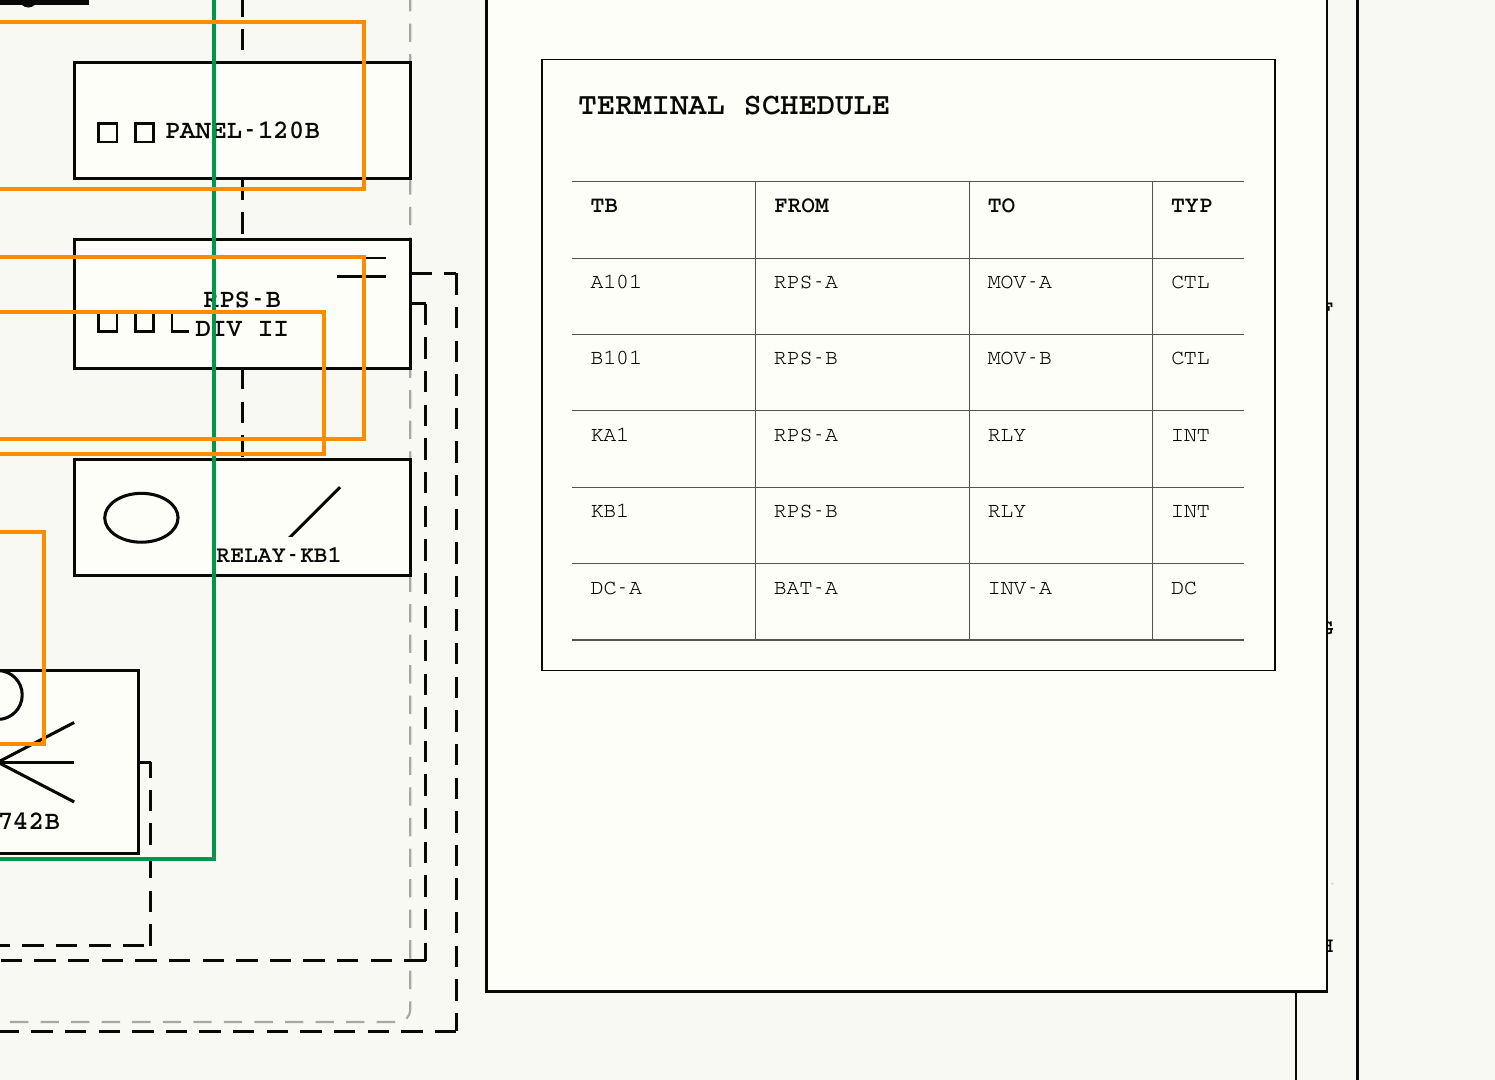 PANEL-120B
RPS-B
DIV II
RELAY-KB1
742B
TERMINAL SCHEDULE
TB FROM TO TYP
A101 RPS-A MOV-A CTL
B101 RPS-B MOV-B CTL
KA1 RPS-A RLY INT
KB1 RPS-B RLY INT
DC-A BAT-A INV-A DC